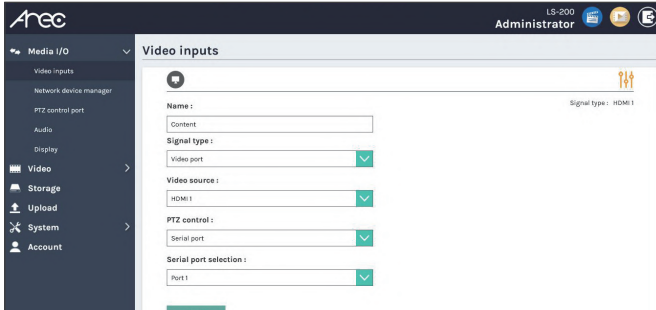 Arec
LS-200
Administrator
Media I/O
Video inputs
Network device manager
PTZ control port
Audio
Display
Video
Storage
Upload
System
Account
Video inputs
Signal type : HDMI 1
Name :
Content
Signal type :
Video port
Video source :
HDMI 1
PTZ control :
Serial port
Serial port selection :
Port 1